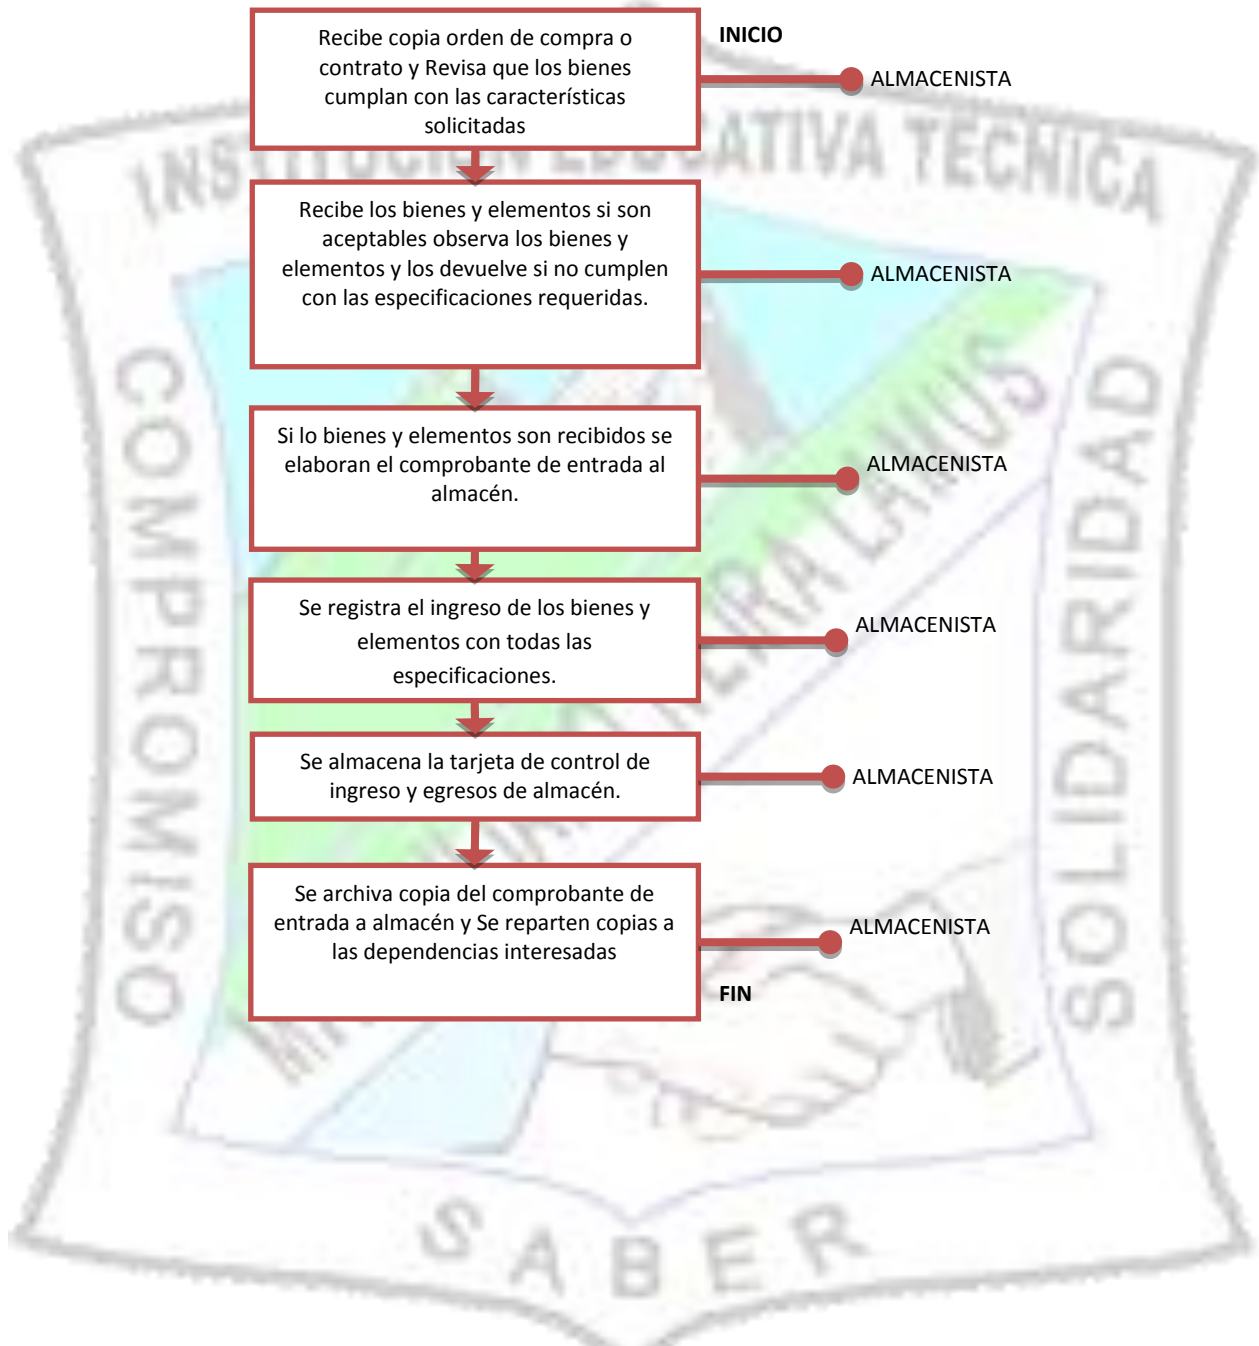 Recibe copia orden de compra o
contrato y Revisa que los bienes
cumplan con las características
solicitadas
INICIO
ALMACENISTA
INSTITUCION EDUCATIVA TECNICA
Recibe los bienes y elementos si son
aceptables observa los bienes y
elementos y los devuelve si no cumplen
con las especificaciones requeridas.
ALMACENISTA
Si lo bienes y elementos son recibidos se
elaboran el comprobante de entrada al
almacén.
ALMACENISTA
Se registra el ingreso de los bienes y
elementos con todas las
especificaciones.
ALMACENISTA
Se almacena la tarjeta de control de
ingreso y egresos de almacén.
ALMACENISTA
Se archiva copia del comprobante de
entrada a almacén y Se reparten copias a
las dependencias interesadas
ALMACENISTA
FIN
COMPROMISO
LAMUS
SOLIDARIDAD
SABER